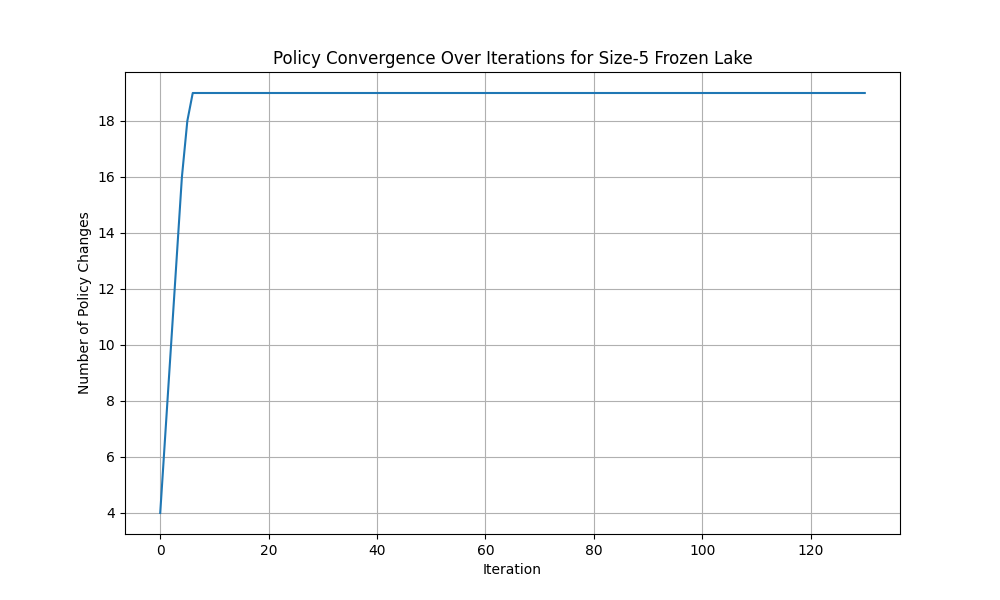 Policy Convergence Over Iterations for Size-5 Frozen Lake
Number of Policy Changes
18
16
14
12
10
8
6
4
0 20 40 60 80 100 120
Iteration